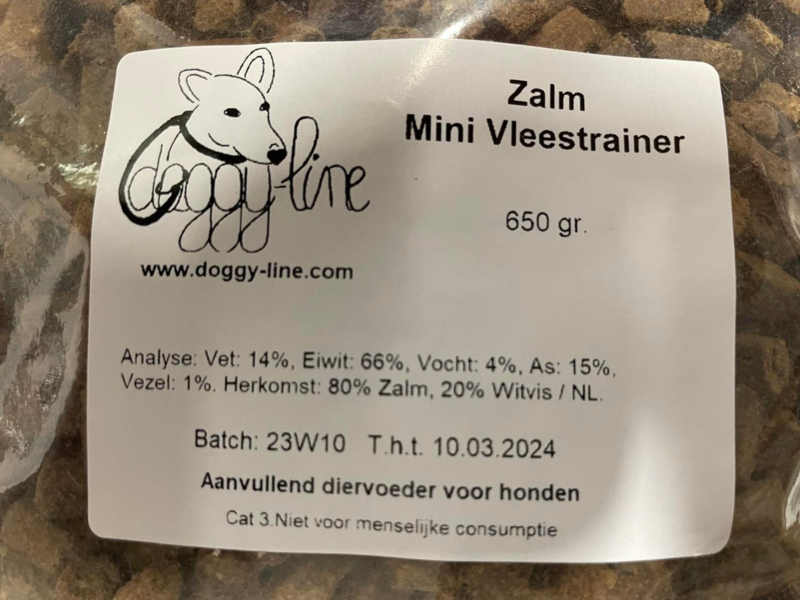 doggy-line
www.doggy-line.com
Zalm
Mini Vleestrainer
650 gr.
Analyse: Vet: 14%, Eiwit: 66%, Vocht: 4%, As: 15%,
Vezel: 1%. Herkomst: 80% Zalm, 20% Witvis / NL.
Batch: 23W10 T.h.t. 10.03.2024
Aanvullend diervoeder voor honden
Cat 3.Niet voor menselijke consumptie